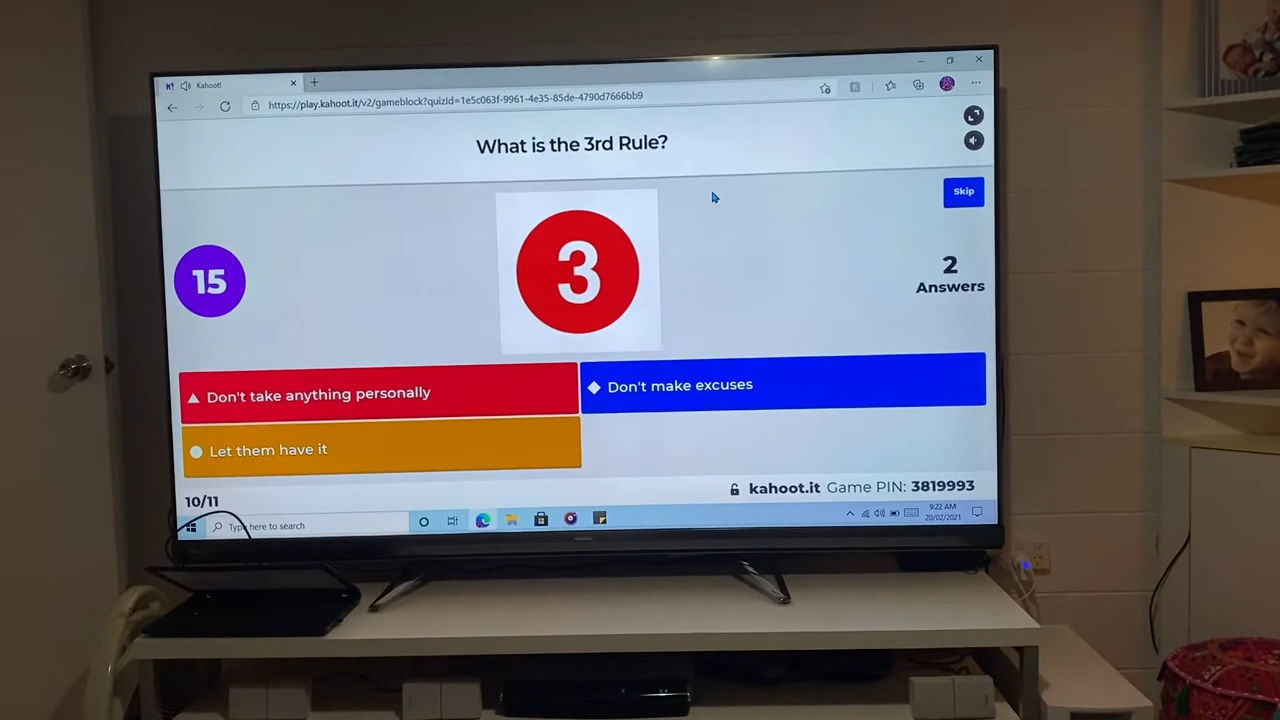 K! Kahoot!
https://play.kahoot.it/v2/gameblock?quizId=1e5c063f-9961-4e35-85de-4790d7666bb9
What is the 3rd Rule?
Skip
15
3
2
Answers
Don't take anything personally
Don't make excuses
Let them have it
10/11
kahoot.it Game PIN: 3819993
Type here to search
9:22 AM
20/02/2021